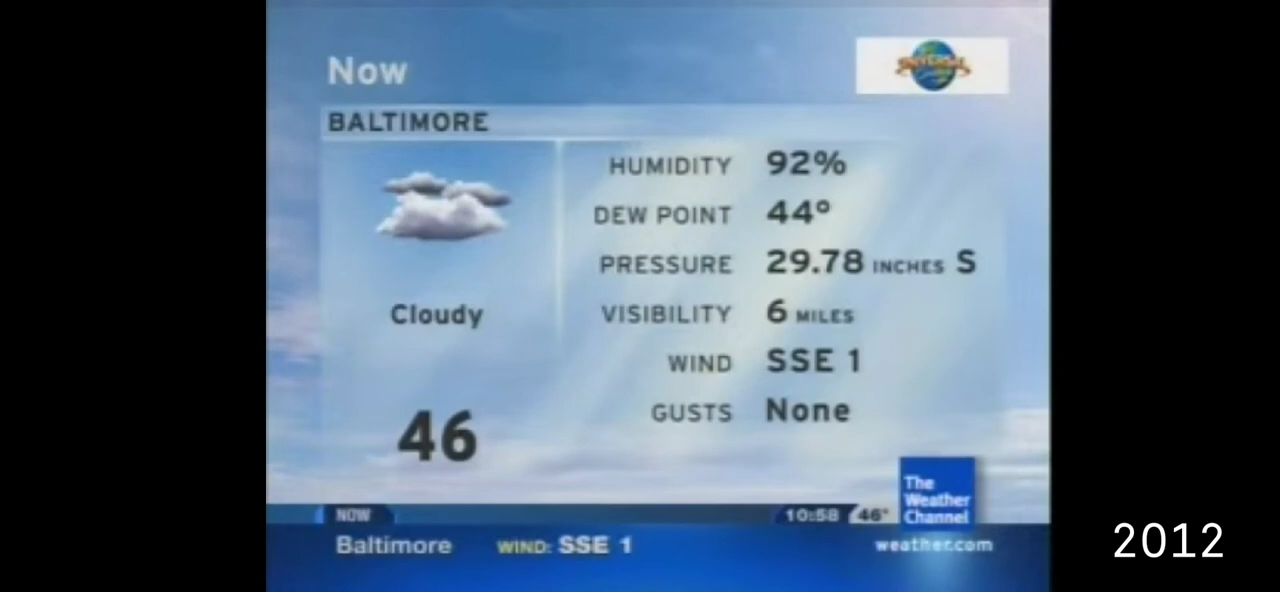 Now
UNIVERSAL
BALTIMORE
HUMIDITY 92%
DEW POINT 44°
PRESSURE 29.78 INCHES S
VISIBILITY 6 MILES
WIND SSE 1
GUSTS None
Cloudy
46
The
Weather
Channel
NOW 10:58 46°
Baltimore WIND: SSE 1 weather.com
2012